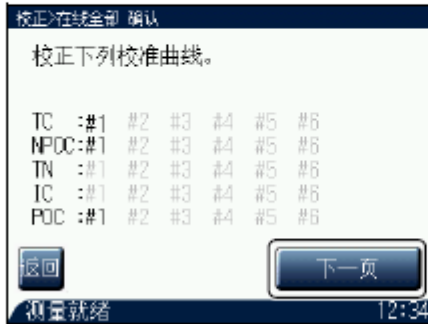 校正>在线全部 确认
校正下列校准曲线。
TC :#1 #2 #3 #4 #5 #6
NPOC:#1 #2 #3 #4 #5 #6
TN :#1 #2 #3 #4 #5 #6
IC :#1 #2 #3 #4 #5 #6
POC :#1 #2 #3 #4 #5 #6
返回 下一页
测量就绪 12:34